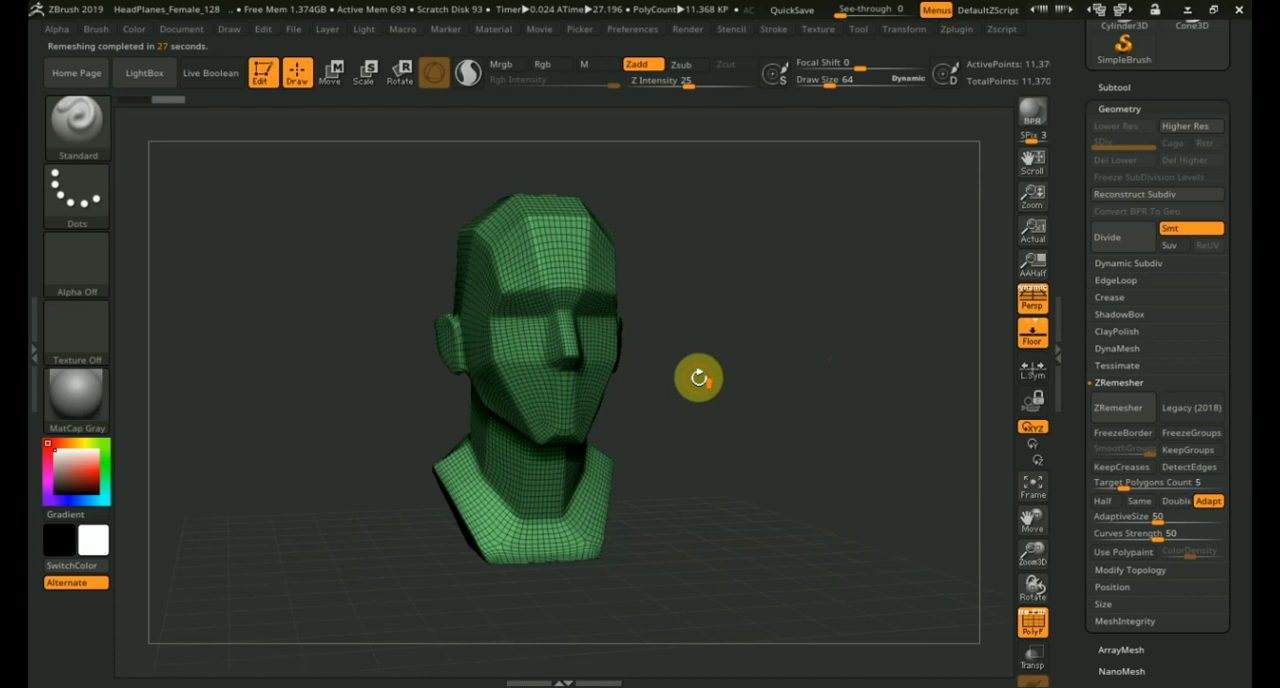 ZBrush 2019 HeadPlanes_Female_128 .. • Free Mem 1.374GB • Active Mem 693 • Scratch Disk 93 • Timer▶0.024 ATime▶27.196 • PolyCount▶11.368 KP • AC QuickSave See-through 0 Menus DefaultZScript
Alpha Brush Color Document Draw Edit File Layer Light Macro Marker Material Movie Picker Preferences Render Stencil Stroke Texture Tool Transform Zplugin Zscript
Remeshing completed in 27 seconds.
Home Page LightBox Live Boolean Edit Draw Move Scale Rotate
Mrgb Rgb M Zadd Zsub Zcut Focal Shift 0 ActivePoints: 11,37
Rgb Intensity Z Intensity 25 Draw Size 64 Dynamic TotalPoints: 11,370
S
D
Standard
Dots
Alpha Off
Texture Off
MatCap Gray
Gradient
SwitchColor
Alternate
BPR
SPix 3
Scroll
Zoom
Actual
AAHalf
Dynamic
Persp
Floor
L.Sym
XYZ
Frame
Move
Zoom3D
Rotate
PolyF
Transp
Cylinder3D Cone3D
SimpleBrush
Subtool
Geometry
Lower Res Higher Res
SDiv Cage Rstr
Del Lower Del Higher
Freeze SubDivision Levels
Reconstruct Subdiv
Convert BPR To Geo
Divide Smt
Suv ReUV
Dynamic Subdiv
EdgeLoop
Crease
ShadowBox
ClayPolish
DynaMesh
Tessimate
ZRemesher
ZRemesher Legacy (2018)
FreezeBorder FreezeGroups
SmoothGroups KeepGroups
KeepCreases DetectEdges
Target Polygons Count 5
Half Same Double Adapt
AdaptiveSize 50
Curves Strength 50
Use Polypaint ColorDensity
Modify Topology
Position
Size
MeshIntegrity
ArrayMesh
NanoMesh